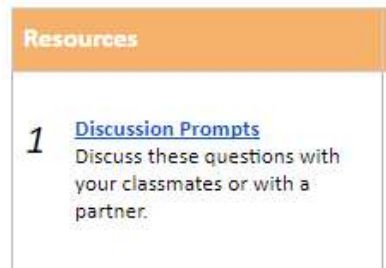 Resources
1
Discussion Prompts
Discuss these questions with
your classmates or with a
partner.